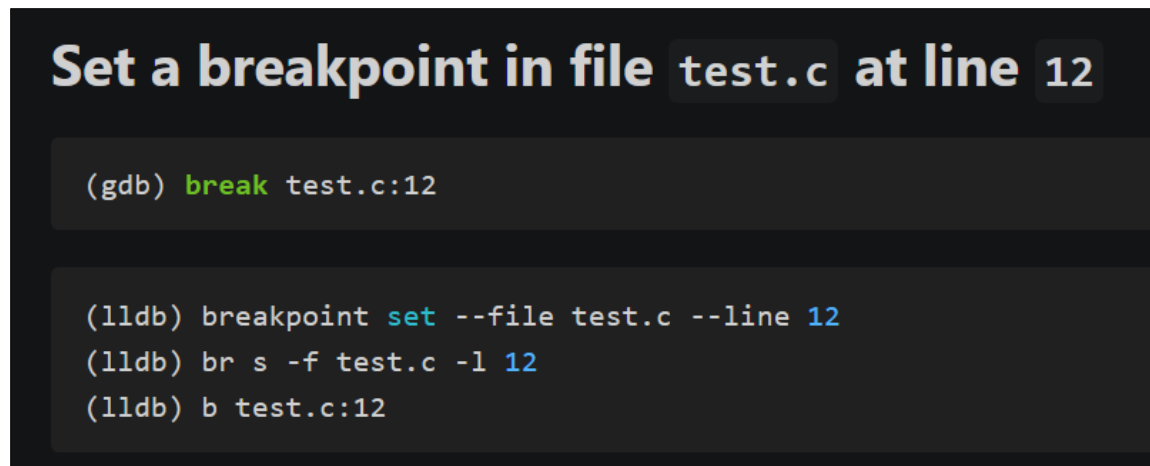 Set a breakpoint in file test.c at line 12
(gdb) break test.c:12
(lldb) breakpoint set --file test.c --line 12
(lldb) br s -f test.c -l 12
(lldb) b test.c:12